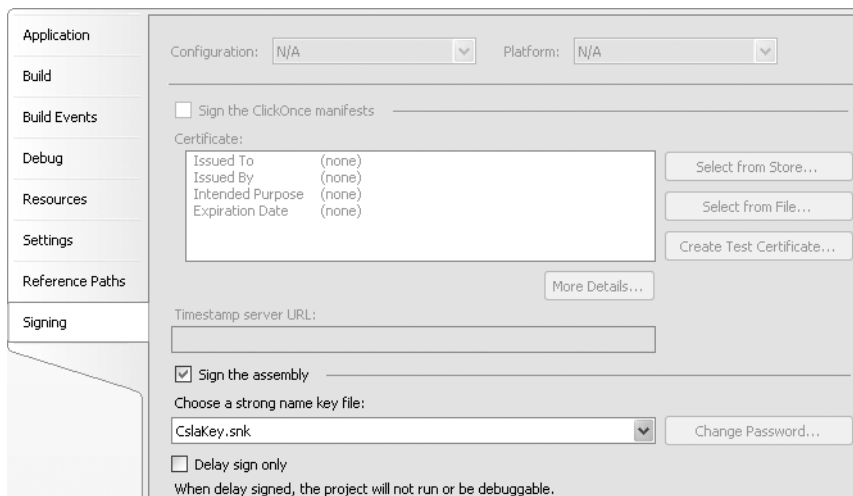 Application
Build
Build Events
Debug
Resources
Settings
Reference Paths
Signing
Configuration: N/A Platform: N/A
Sign the ClickOnce manifests
Certificate:
Issued To (none)
Issued By (none)
Intended Purpose (none)
Expiration Date (none)
Select from Store...
Select from File...
Create Test Certificate...
More Details...
Timestamp server URL:
Sign the assembly
Choose a strong name key file:
CslaKey.snk Change Password...
Delay sign only
When delay signed, the project will not run or be debuggable.